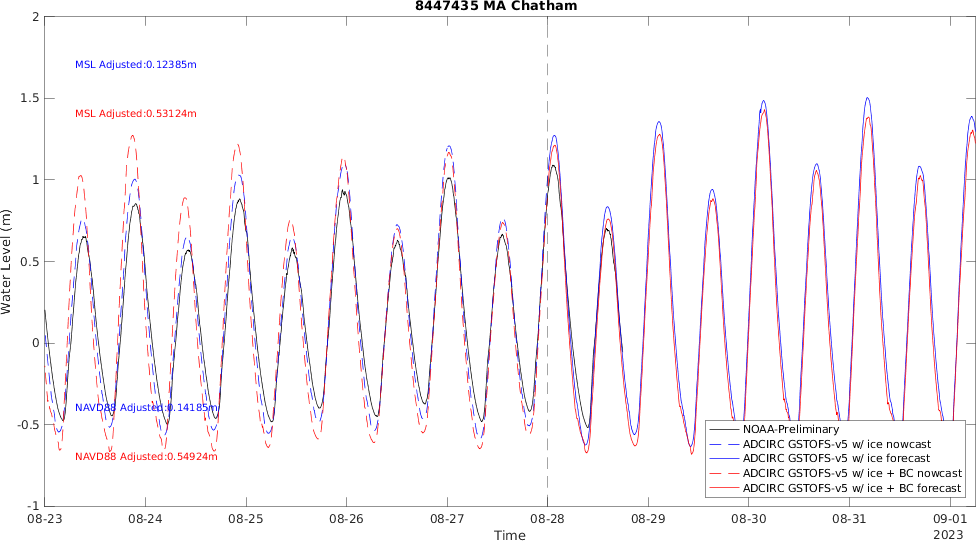 8447435 MA Chatham
2
1.5
1
0.5
0
-0.5
-1
Water Level (m)
MSL Adjusted:0.12385m
MSL Adjusted:0.53124m
NAVD88 Adjusted:0.14185m
NAVD88 Adjusted:0.54924m
NOAA-Preliminary
ADCIRC GSTOFS-v5 w/ ice nowcast
ADCIRC GSTOFS-v5 w/ ice forecast
ADCIRC GSTOFS-v5 w/ ice + BC nowcast
ADCIRC GSTOFS-v5 w/ ice + BC forecast
08-23 08-24 08-25 08-26 08-27 08-28 08-29 08-30 08-31 09-01
Time
2023